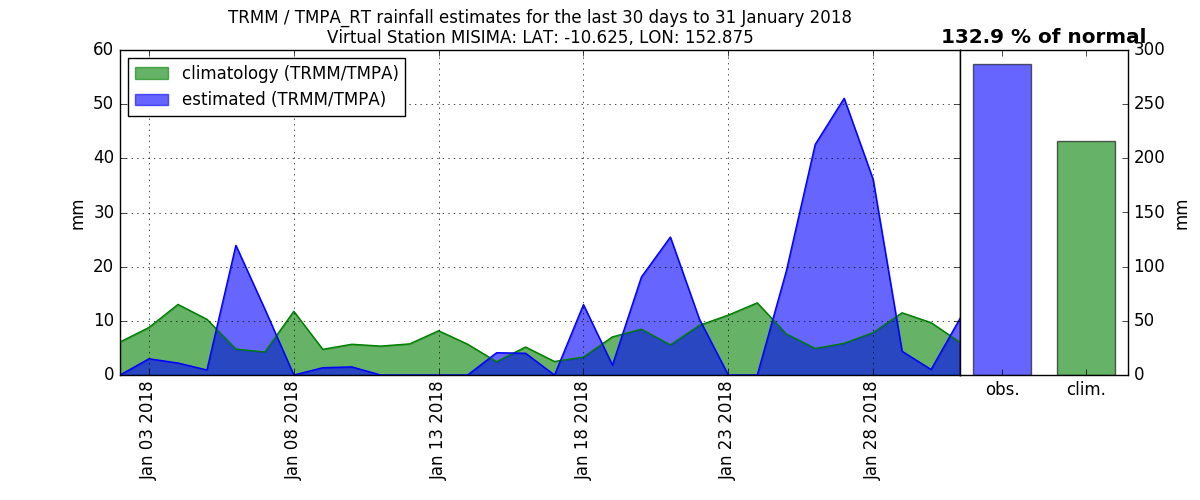 TRMM / TMPA_RT rainfall estimates for the last 30 days to 31 January 2018
Virtual Station MISIMA: LAT: -10.625, LON: 152.875
132.9 % of normal
climatology (TRMM/TMPA)
estimated (TRMM/TMPA)
60
50
40
30
20
10
0
mm
Jan 03 2018
Jan 08 2018
Jan 13 2018
Jan 18 2018
Jan 23 2018
Jan 28 2018
obs.
clim.
300
250
200
150
100
50
0
mm